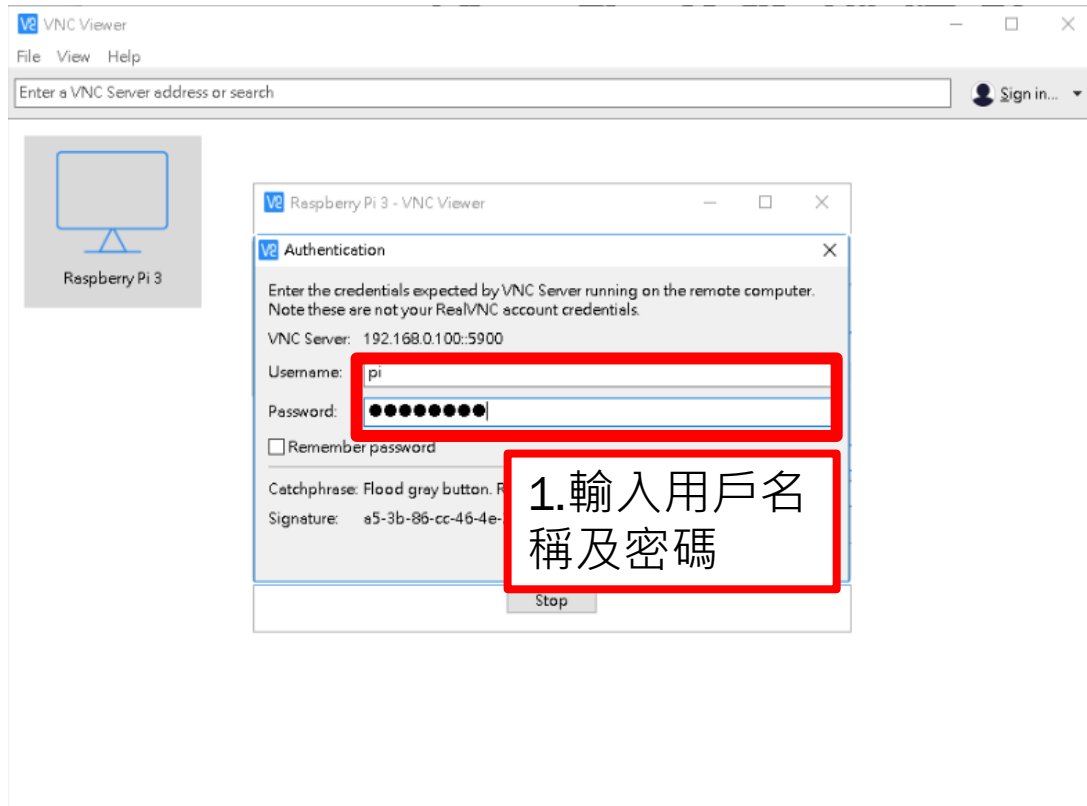 VNC Viewer
File View Help
Enter a VNC Server address or search
Sign in...
Raspberry Pi 3
Raspberry Pi 3 - VNC Viewer
Authentication
Enter the credentials expected by VNC Server running on the remote computer.
Note these are not your RealVNC account credentials.
VNC Server: 192.168.0.100::5900
Username: pi
Password: ●●●●●●●●
Remember password
Catchphrase: Flood gray button.
Signature: a5-3b-86-cc-46-4e-
1.輸入用戶名
稱及密碼
Stop